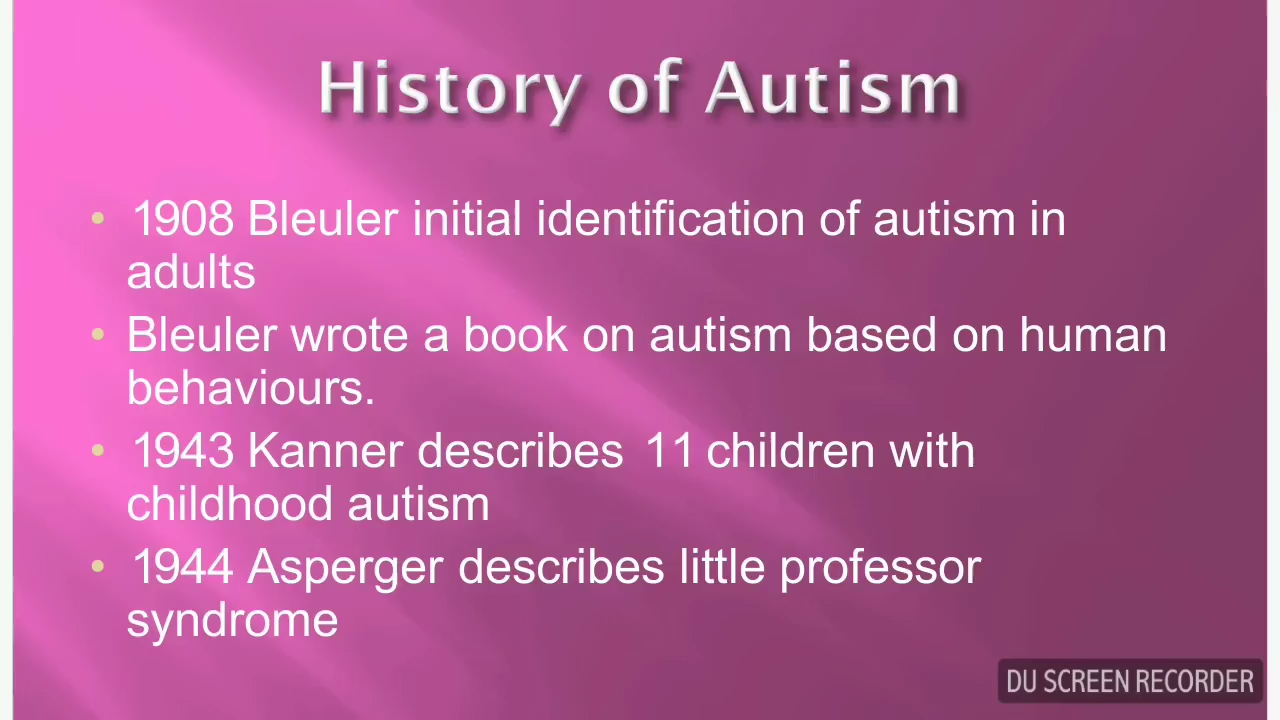 History of Autism
• 1908 Bleuler initial identification of autism in
adults
• Bleuler wrote a book on autism based on human
behaviours.
• 1943 Kanner describes 11 children with
childhood autism
• 1944 Asperger describes little professor
syndrome
DU SCREEN RECORDER